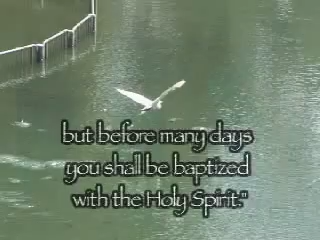 but before many days
you shall be baptized
with the Holy Spirit."